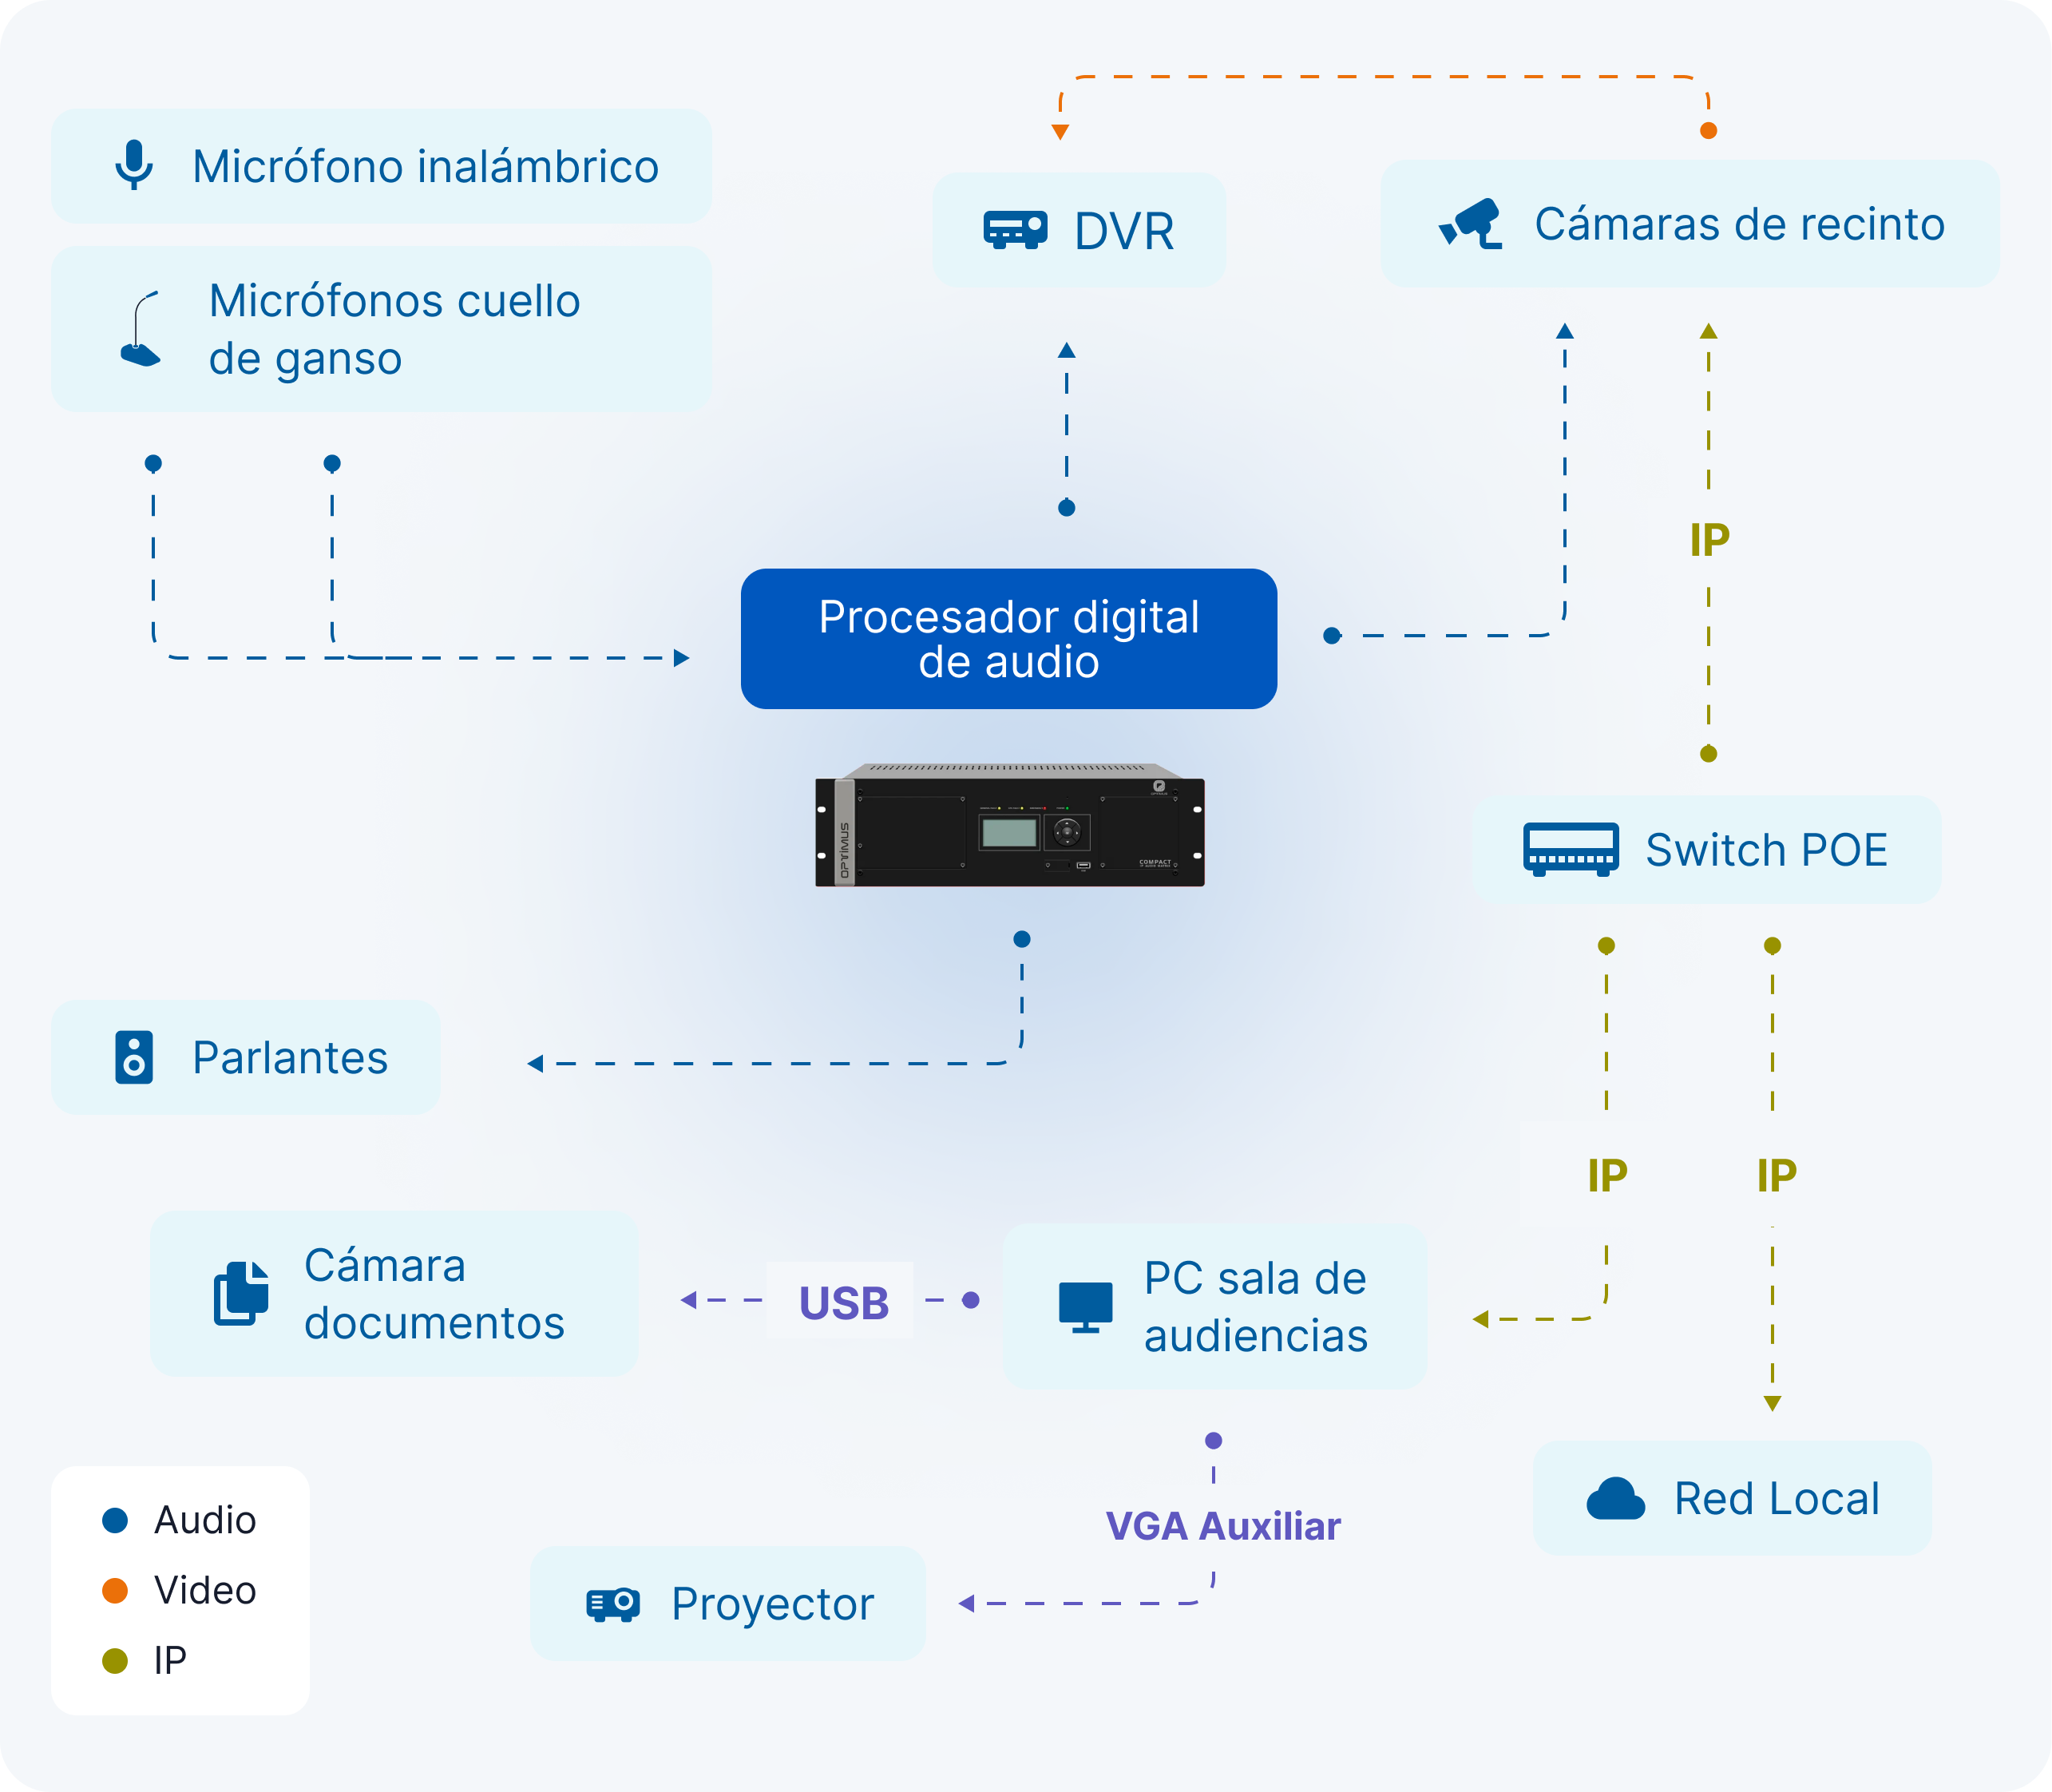 Micrófono inalámbrico
Micrófonos cuello
de ganso
DVR
Cámaras de recinto
IP
Procesador digital
de audio
OPTIMUS
COMPACT
Switch POE
Parlantes
IP
IP
Cámara
documentos
USB
PC sala de
audiencias
VGA Auxiliar
Red Local
Proyector
Audio
Video
IP